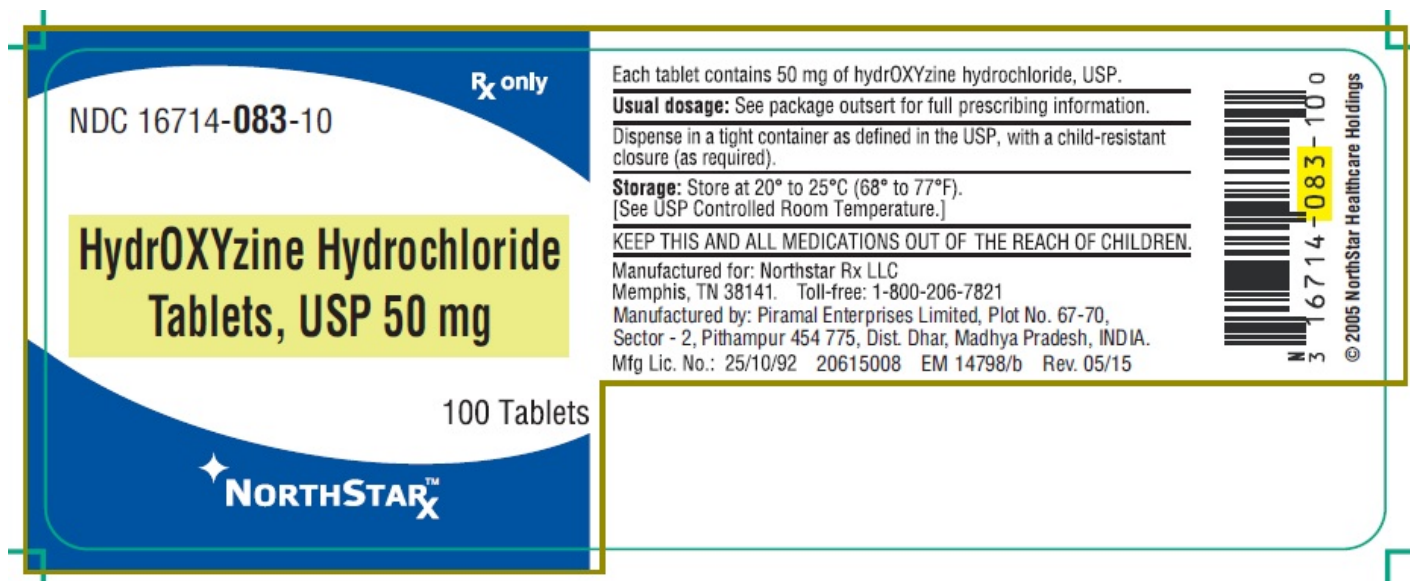 Rx only
NDC 16714-083-10
HydrOXYzine Hydrochloride
Tablets, USP 50 mg
100 Tablets
NORTHSTARx™
Each tablet contains 50 mg of hydrOXYzine hydrochloride, USP.
Usual dosage: See package outsert for full prescribing information.
Dispense in a tight container as defined in the USP, with a child-resistant
closure (as required).
Storage: Store at 20° to 25°C (68° to 77°F).
[See USP Controlled Room Temperature.]
KEEP THIS AND ALL MEDICATIONS OUT OF THE REACH OF CHILDREN.
Manufactured for: Northstar Rx LLC
Memphis, TN 38141. Toll-free: 1-800-206-7821
Manufactured by: Piramal Enterprises Limited, Plot No. 67-70,
Sector - 2, Pithampur 454 775, Dist. Dhar, Madhya Pradesh, INDIA.
Mfg Lic. No.: 25/10/92 20615008 EM 14798/b Rev. 05/15
N
3 16714-083-100
© 2005 NorthStar Healthcare Holdings